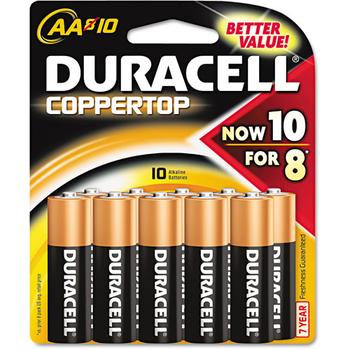 AA 10
BETTER
VALUE!
DURACELL
COPPERTOP
NOW 10
FOR 8*
10 Alkaline
Batteries
DURACELL
DURACELL
DURACELL
DURACELL
DURACELL
DURACELL
7 YEAR Freshness Guaranteed